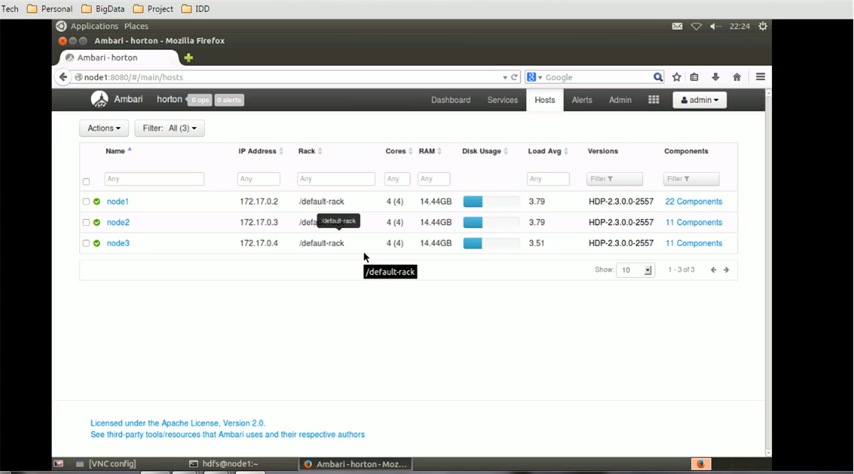 Tech Personal BigData Project IDD
Applications Places 22:24
Ambari - horton - Mozilla Firefox
Ambari - horton
node1:8080/#/main/hosts Google
Ambari horton 0 ops 0 alerts Dashboard Services Hosts Alerts Admin admin
Actions Filter: All (3)
Name IP Address Rack Cores RAM Disk Usage Load Avg Versions Components
Any Any Any Any Any Any Filter Filter
node1 172.17.0.2 /default-rack 4 (4) 14.44GB 3.79 HDP-2.3.0.0-2557 22 Components
node2 172.17.0.3 /defau 4 (4) 14.44GB 3.79 HDP-2.3.0.0-2557 11 Components
/default-rack
node3 172.17.0.4 /default-rack 4 (4) 14.44GB 3.51 HDP-2.3.0.0-2557 11 Components
/default-rack
Show: 10 1 - 3 of 3
Licensed under the Apache License, Version 2.0.
See third-party tools/resources that Ambari uses and their respective authors
[VNC config] hdfs@node1:~ Ambari - horton - Moz...